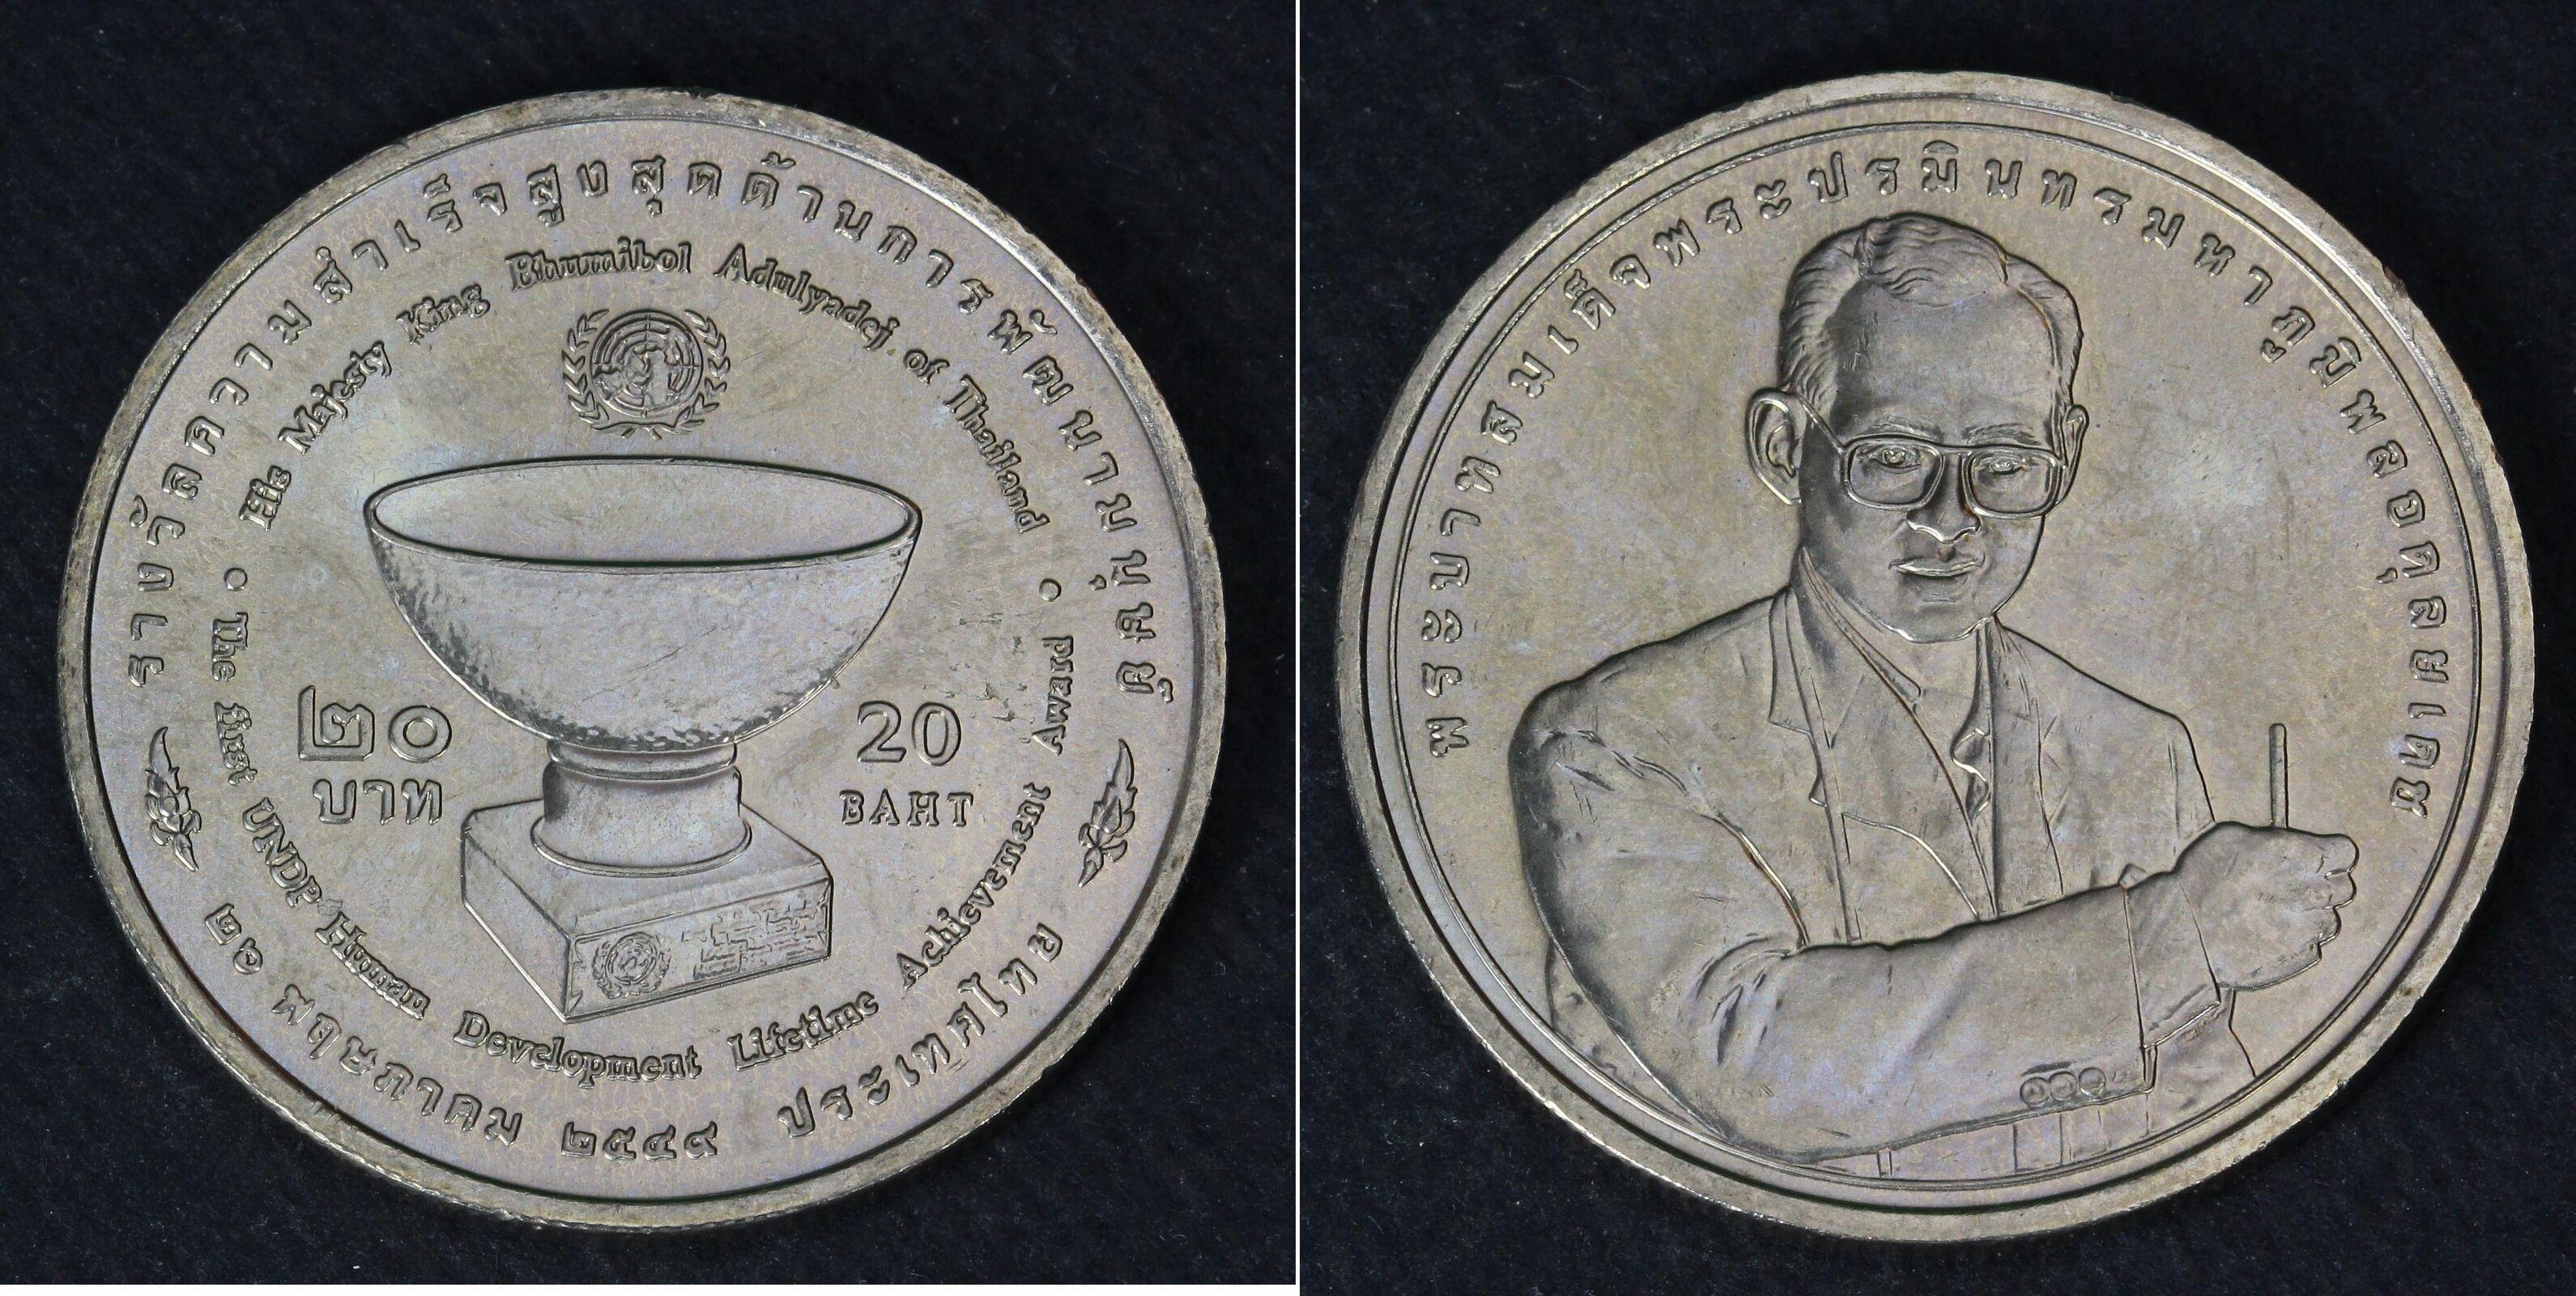 รางวัลความสำเร็จสูงสุดด้านการพัฒนามนุษย์
His Majesty King Bhumibol Adulyadej of Thailand
๒๐
บาท
20
BAHT
The first UNDP Human Development Lifetime Achievement Award
๒๖ พฤษภาคม ๒๕๔๙ ประเทศไทย
พระบาทสมเด็จพระปรมินทรมหาภูมิพลอดุลยเดช